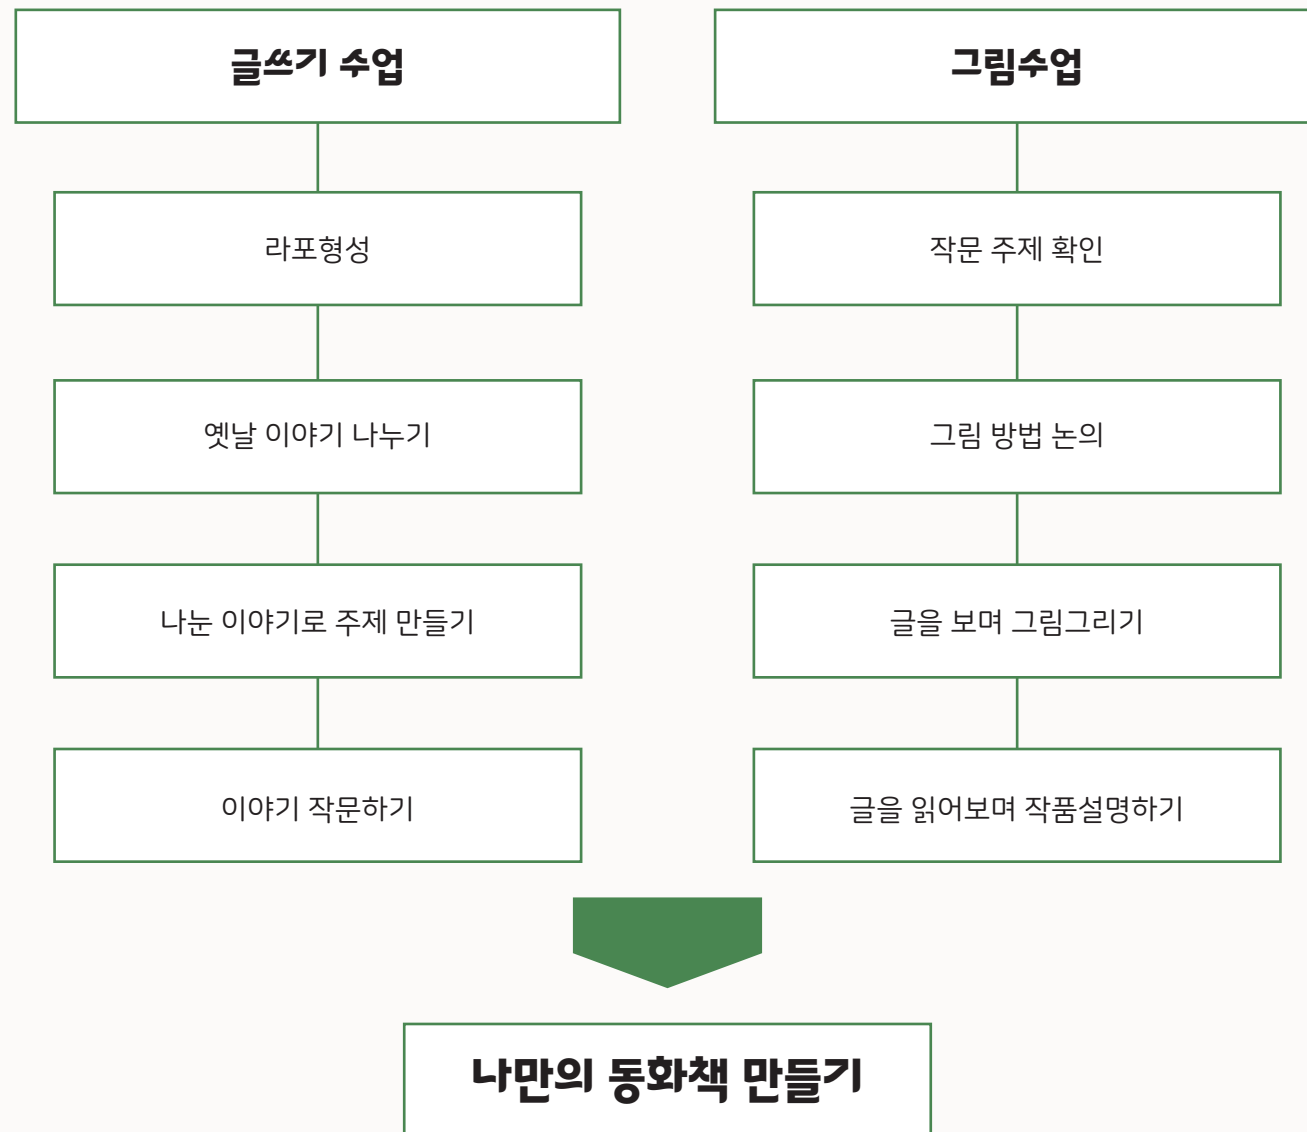 글쓰기 수업
라포형성
옛날 이야기 나누기
나눈 이야기로 주제 만들기
이야기 작문하기
그림수업
작문 주제 확인
그림 방법 논의
글을 보며 그림그리기
글을 읽어보며 작품설명하기
나만의 동화책 만들기